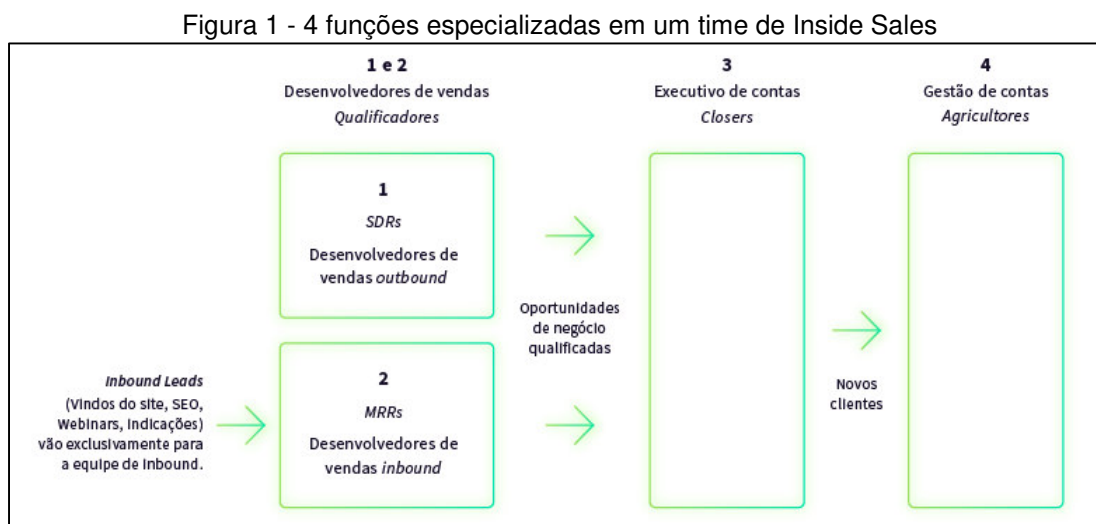 Figura 1 - 4 funções especializadas em um time de Inside Sales
1 e 2
Desenvolvedores de vendas
Qualificadores
3
Executivo de contas
Closers
4
Gestão de contas
Agricultores
1
SDRs
Desenvolvedores de
vendas outbound
Oportunidades
de negócio
qualificadas
Inbound Leads
(Vindos do site, SEO,
Webinars, indicações)
vão exclusivamente para
a equipe de inbound.
2
MRRs
Desenvolvedores de
vendas inbound
Novos
clientes